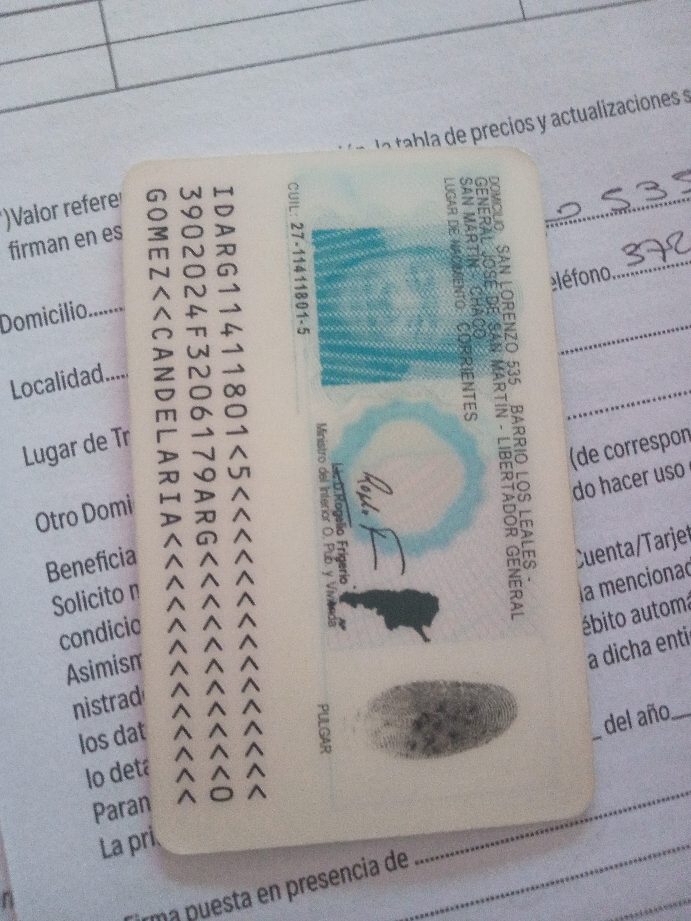 la tabla de precios y actualizaciones s
)Valor refere
firman en es
535
Domicilio......
eléfono...
372
Localidad....
Lugar de Tr
(de correspon
Otro Domi
do hacer uso
Beneficia
Cuenta/Tarjet
Solicito
la mencionad
condicio
ébito automá
Asimism
a dicha enti
nistrad
los dat
del año
lo deta
Paran
La pri
Firma puesta en presencia de
DOMICILIO: SAN LORENZO 535 BARRIO LOS LEALES -
GENERAL JOSE DE SAN MARTIN - LIBERTADOR GENERAL
SAN MARTIN - CHACO
LUGAR DE NACIMIENTO: CORRIENTES
Rogelio Frigerio
Ministro del Interior O. Pub. y Vivienda
PULGAR
CUIL: 27-11411801-5
IDARG11411801<5<<<<<<<<<<<<<<<
3902024F3206179ARG<<<<<<<<<<<0
GOMEZ<<CANDELARIA<<<<<<<<<<<<<